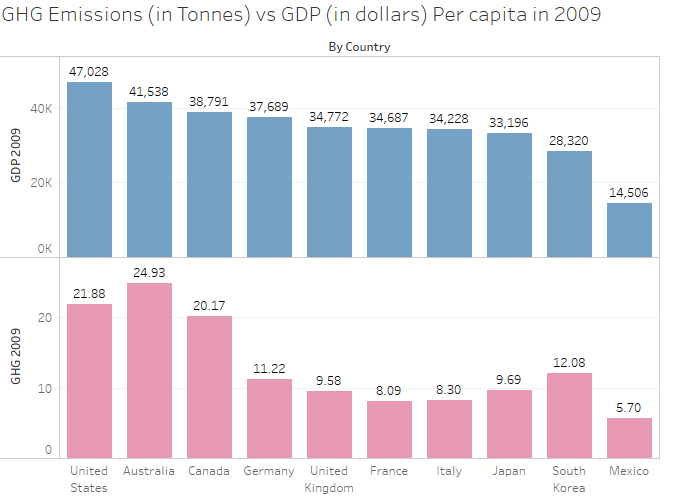 GHG Emissions (in Tonnes) vs GDP (in dollars) Per capita in 2009
By Country
GDP 2009
40K
20K
0K
47,028
41,538
38,791
37,689
34,772
34,687
34,228
33,196
28,320
14,506
GHG 2009
20
10
0
21.88
24.93
20.17
11.22
9.58
8.09
8.30
9.69
12.08
5.70
United
States
Australia
Canada
Germany
United
Kingdom
France
Italy
Japan
South
Korea
Mexico